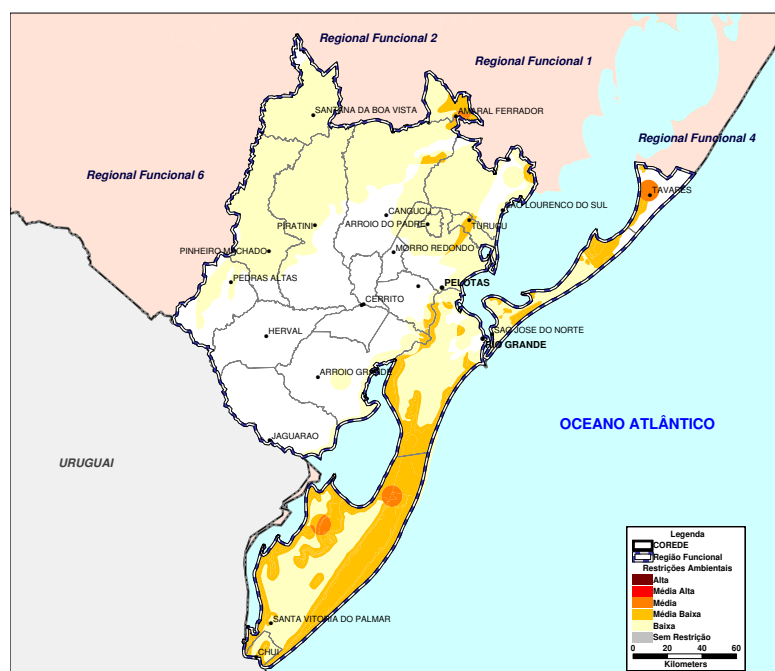 Regional Funcional 2
Regional Funcional 1
SANTANA DA BOA VISTA
AMARAL FERRADOR
Regional Funcional 4
Regional Funcional 6
TAVARES
SÃO LOURENCO DO SUL
CANGUCU
ARROIO DO PADRE
TURUCU
PIRATINI
PINHEIRO MACHADO
MORRO REDONDO
PEDRAS ALTAS
PELOTAS
CERRITO
HERVAL
SAO JOSE DO NORTE
RIO GRANDE
ARROIO GRANDE
OCEANO ATLÂNTICO
JAGUARAO
URUGUAI
SANTA VITORIA DO PALMAR
CHUI
Legenda
COREDE
Região Funcional
Restrições Ambientais
Alta
Média Alta
Média
Média Baixa
Baixa
Sem Restrição
0 20 40 60
Kilometers